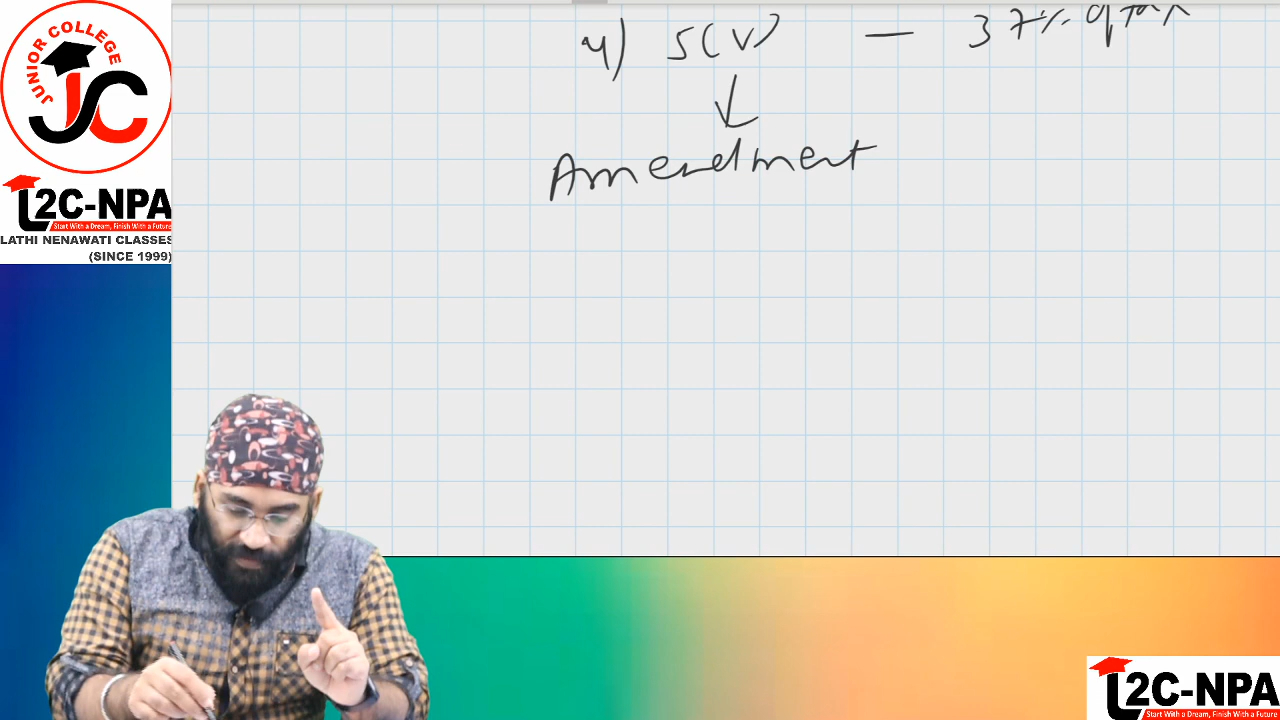 JUNIOR COLLEGE
JC
L2C-NPA
Start With a Dream, Finish With a Future
LATHI NENAWATI CLASSES
(SINCE 1999)
4) S(V) — 37% of tax
↓
Amendment
L2C-NPA
Start With a Dream, Finish With a Future